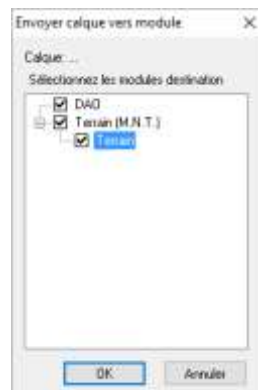 Envoyer calque vers module
Calque: ...
Sélectionnez les modules destination
DAO
Terrain (M.N.T.)
Terrain
OK
Annuler